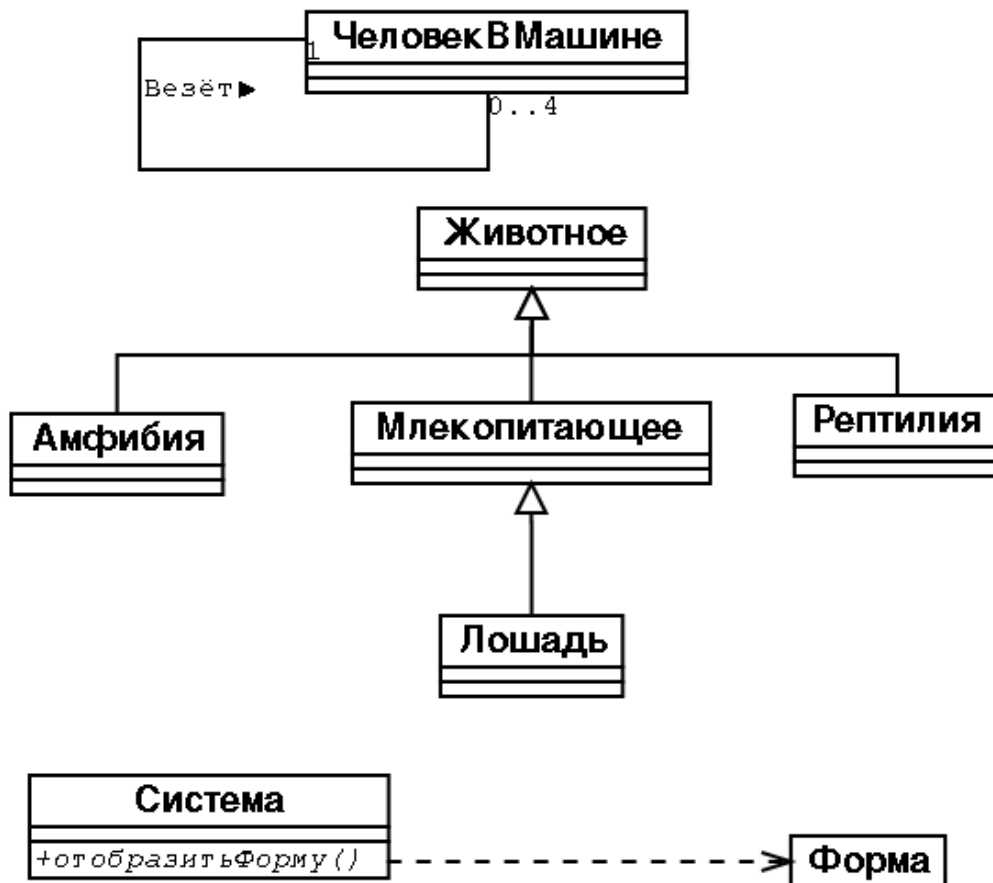 ЧеловекВМашине
1
Везёт▶
0..4
Животное
Амфибия
Млекопитающее
Рептилия
Лошадь
Система
+отобразитьФорму()
Форма